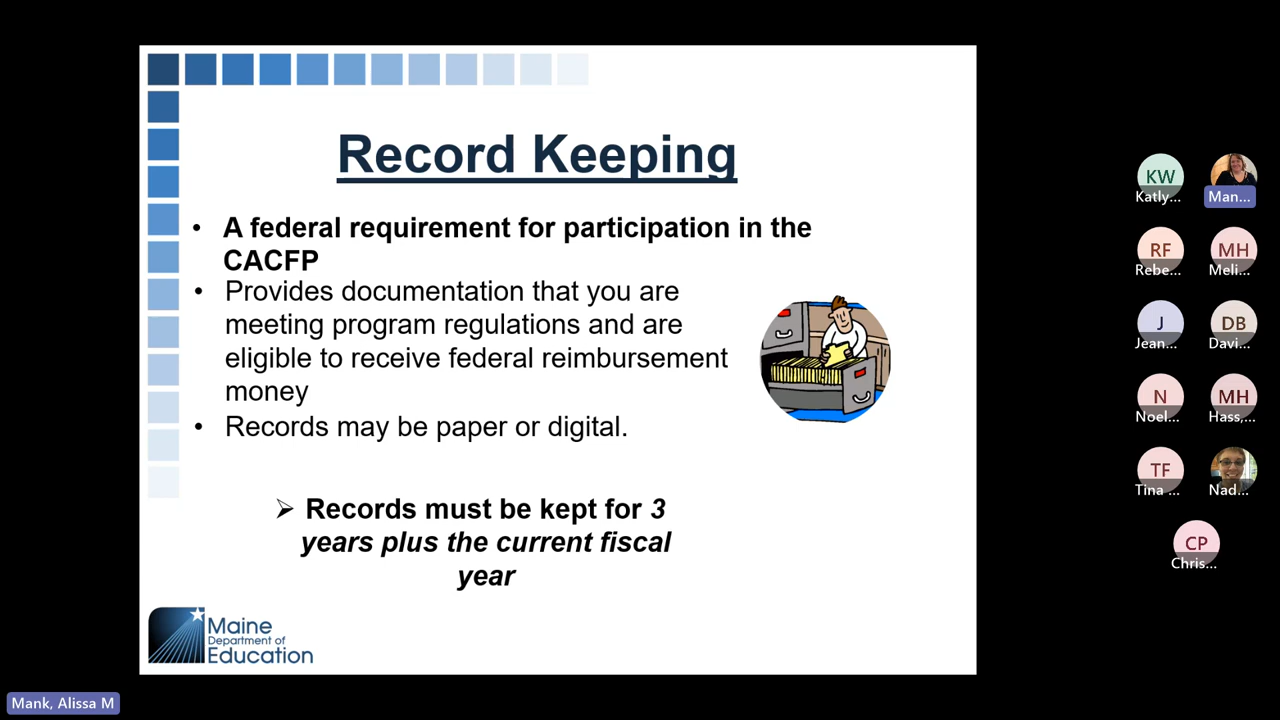 Record Keeping
• A federal requirement for participation in the
CACFP
• Provides documentation that you are
meeting program regulations and are
eligible to receive federal reimbursement
money
• Records may be paper or digital.
➢ Records must be kept for 3
years plus the current fiscal
year
Maine
Department of
Education
KW
Katly...
Man...
RF
Rebe...
MH
Meli...
J
Jean...
DB
Davi...
N
Noel...
MH
Hass,...
TF
Tina ...
Nad...
CP
Chris...
Mank, Alissa M